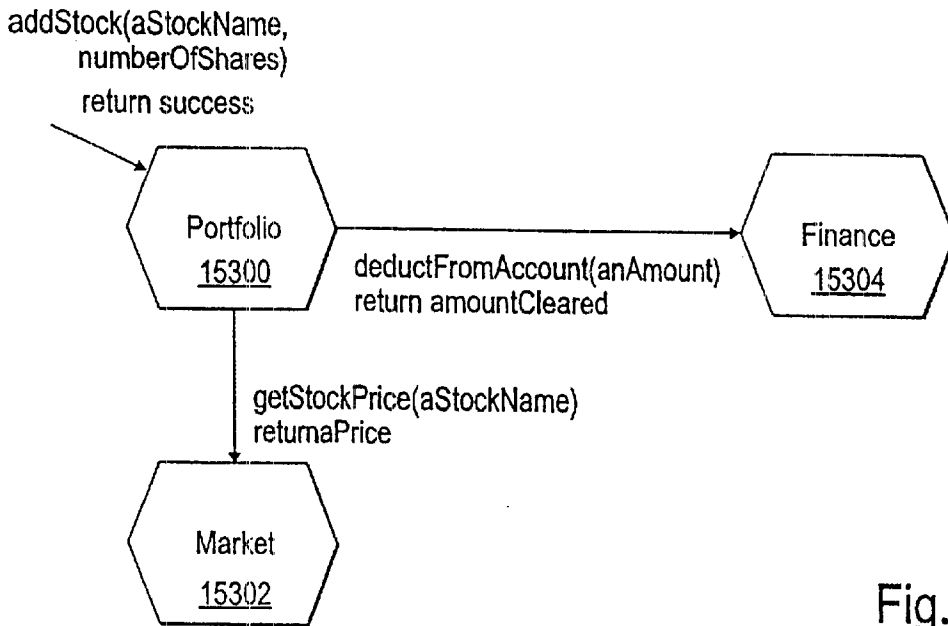 addStock(aStockName,
numberOfShares)
return success
Portfolio
15300
Finance
15304
deductFromAccount(anAmount)
return amountCleared
getStockPrice(aStockName)
returnaPrice
Market
15302
Fig.